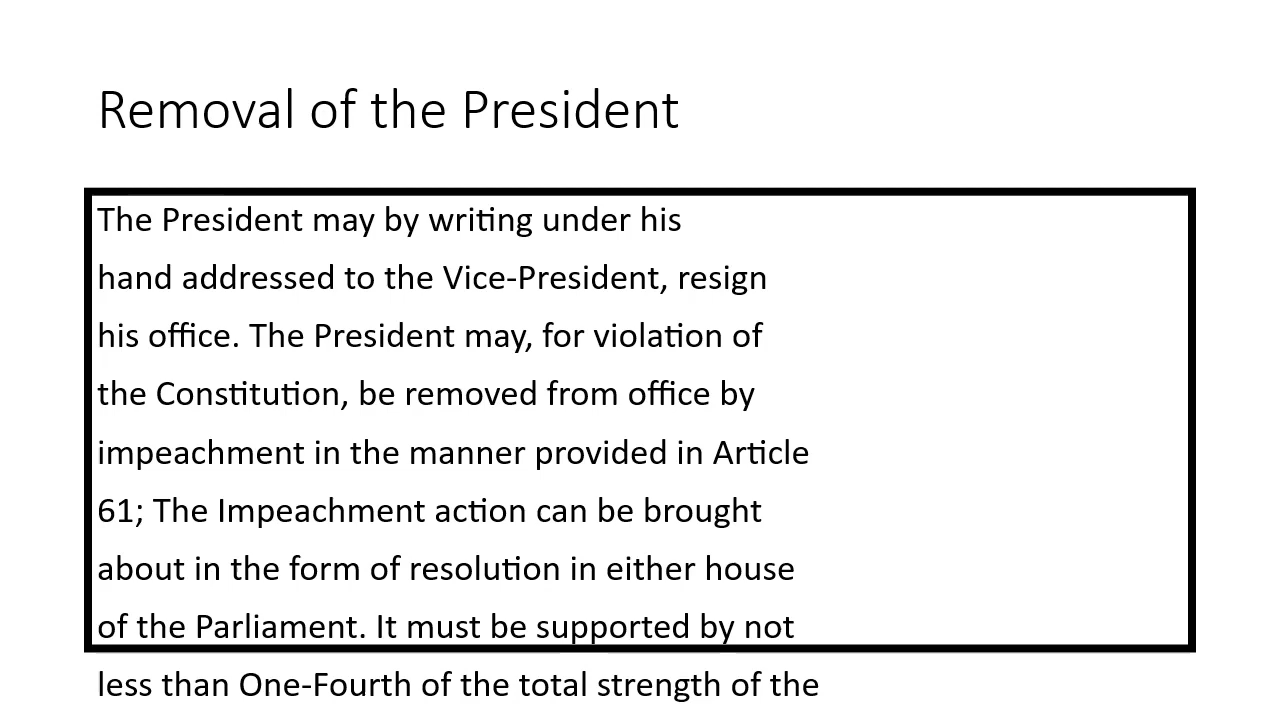 Removal of the President
The President may by writing under his
hand addressed to the Vice-President, resign
his office. The President may, for violation of
the Constitution, be removed from office by
impeachment in the manner provided in Article
61; The Impeachment action can be brought
about in the form of resolution in either house
of the Parliament. It must be supported by not
less than One-Fourth of the total strength of the